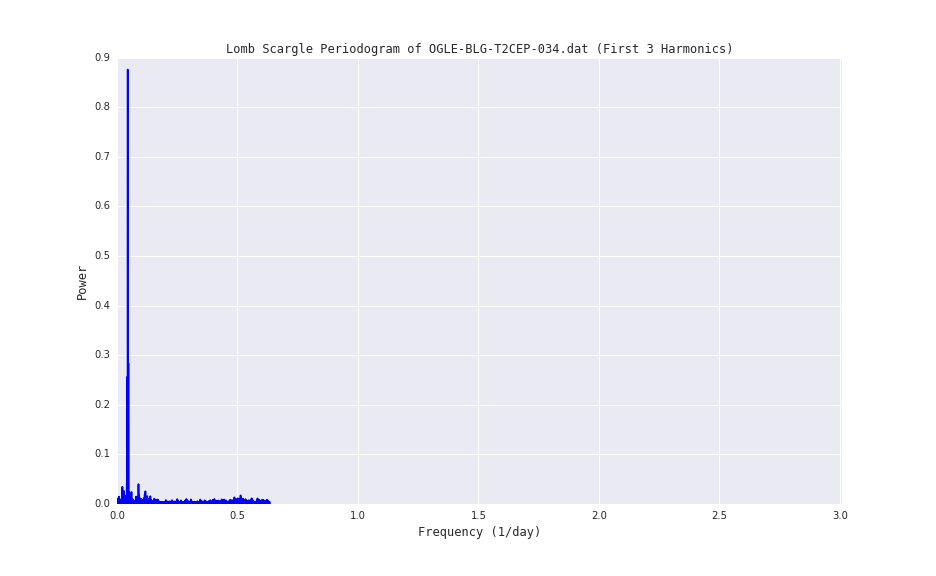 Lomb Scargle Periodogram of OGLE-BLG-T2CEP-034.dat (First 3 Harmonics)
0.9
0.8
0.7
0.6
0.5
0.4
0.3
0.2
0.1
0.0
Power
0.0 0.5 1.0 1.5 2.0 2.5 3.0
Frequency (1/day)